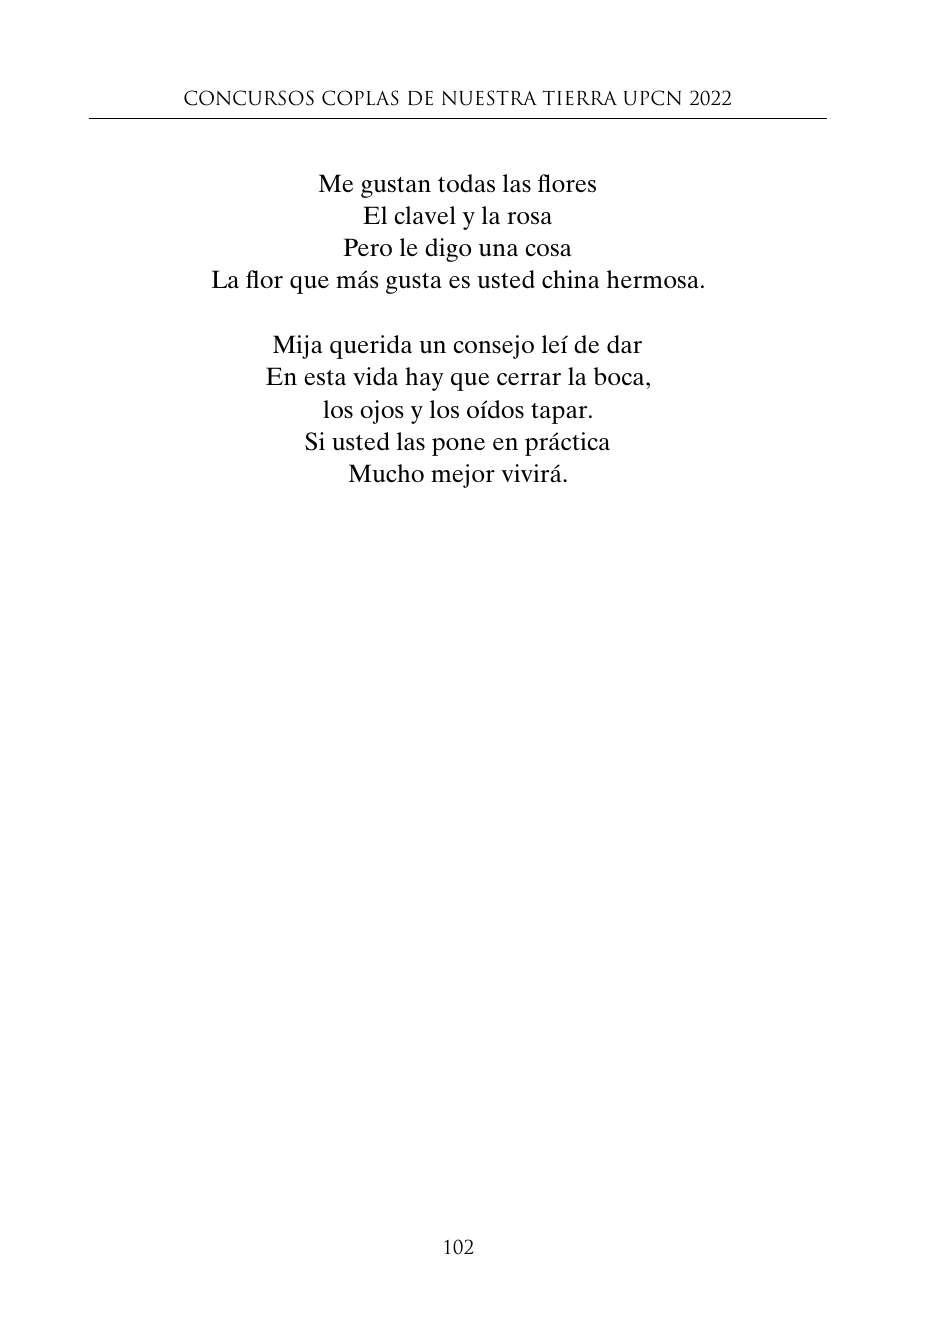 CONCURSOS COPLAS DE NUESTRA TIERRA UPCN 2022
Me gustan todas las flores
El clavel y la rosa
Pero le digo una cosa
La flor que más gusta es usted china hermosa.
Mija querida un consejo leí de dar
En esta vida hay que cerrar la boca,
los ojos y los oídos tapar.
Si usted las pone en práctica
Mucho mejor vivirá.
102